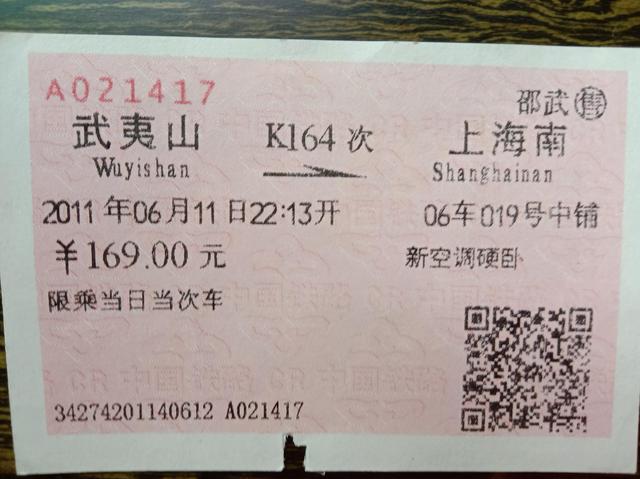 A021417
邵武 售
武夷山 K164次 上海南
Wuyishan Shanghainan
2011年06月11日22:13开 06车019号中铺
￥169.00元 新空调硬卧
限乘当日当次车
34274201140612 A021417